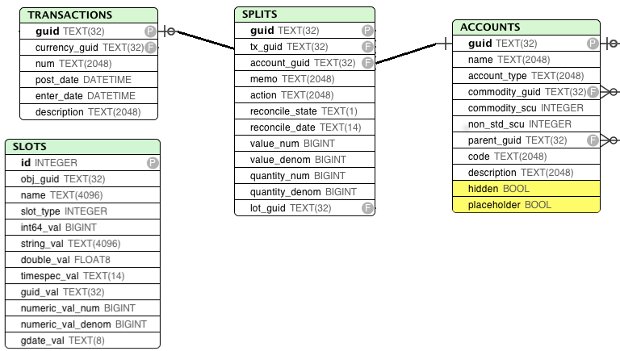 TRANSACTIONS
guid TEXT(32) P
currency_guid TEXT(32) F
num TEXT(2048)
post_date DATETIME
enter_date DATETIME
description TEXT(2048)
SLOTS
id INTEGER P
obj_guid TEXT(32)
name TEXT(4096)
slot_type INTEGER
int64_val BIGINT
string_val TEXT(4096)
double_val FLOAT8
timespec_val TEXT(14)
guid_val TEXT(32)
numeric_val_num BIGINT
numeric_val_denom BIGINT
gdate_val TEXT(8)
SPLITS
guid TEXT(32) P
tx_guid TEXT(32) F
account_guid TEXT(32) F
memo TEXT(2048)
action TEXT(2048)
reconcile_state TEXT(1)
reconcile_date TEXT(14)
value_num BIGINT
value_denom BIGINT
quantity_num BIGINT
quantity_denom BIGINT
lot_guid TEXT(32) F
ACCOUNTS
guid TEXT(32) P
name TEXT(2048)
account_type TEXT(2048)
commodity_guid TEXT(32) F
commodity_scu INTEGER
non_std_scu INTEGER
parent_guid TEXT(32) F
code TEXT(2048)
description TEXT(2048)
hidden BOOL
placeholder BOOL